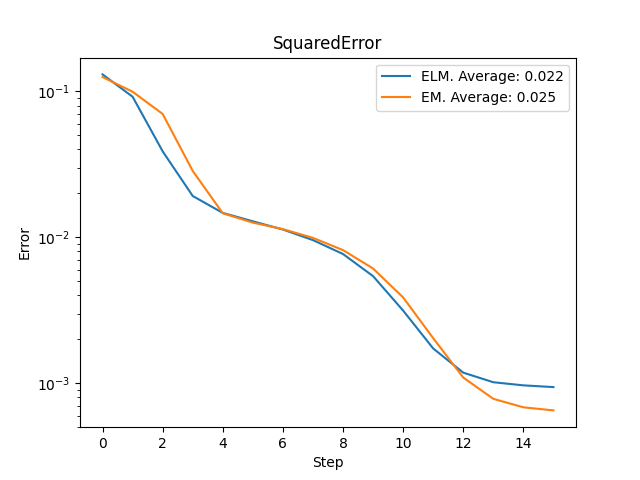 SquaredError
ELM. Average: 0.022
EM. Average: 0.025
Error
10⁻¹
10⁻²
10⁻³
0 2 4 6 8 10 12 14
Step